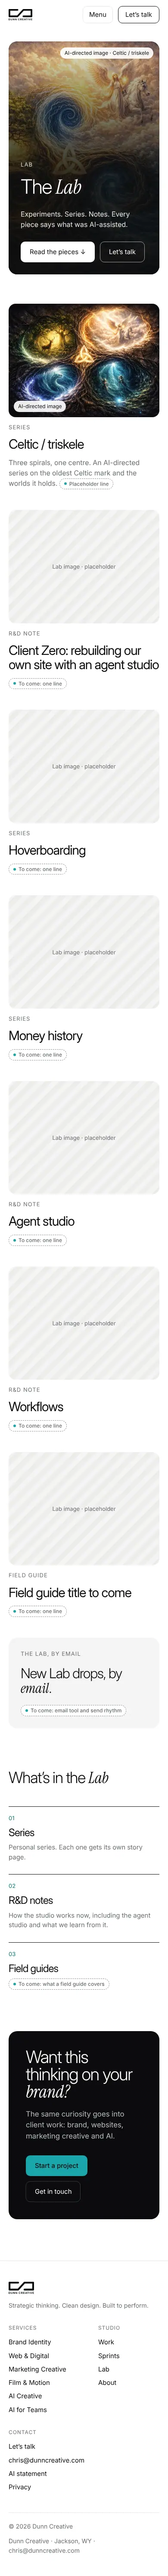 DUNN CREATIVE
Menu
Let's talk
AI-directed image · Celtic / triskele
LAB
The Lab
Experiments. Series. Notes. Every
piece says what was AI-assisted.
Read the pieces ↓
Let's talk
AI-directed image
SERIES
Celtic / triskele
Three spirals, one centre. An AI-directed
series on the oldest Celtic mark and the
worlds it holds. Placeholder line
Lab image · placeholder
R&D NOTE
Client Zero: rebuilding our
own site with an agent studio
To come: one line
Lab image · placeholder
SERIES
Hoverboarding
To come: one line
Lab image · placeholder
SERIES
Money history
To come: one line
Lab image · placeholder
R&D NOTE
Agent studio
To come: one line
Lab image · placeholder
R&D NOTE
Workflows
To come: one line
Lab image · placeholder
FIELD GUIDE
Field guide title to come
To come: one line
THE LAB, BY EMAIL
New Lab drops, by
email.
To come: email tool and send rhythm
What's in the Lab
01
Series
Personal series. Each one gets its own story
page.
02
R&D notes
How the studio works now, including the agent
studio and what we learn from it.
03
Field guides
To come: what a field guide covers
Want this
thinking on your
brand?
The same curiosity goes into
client work: brand, websites,
marketing creative and AI.
Start a project
Get in touch
DUNN CREATIVE
Strategic thinking. Clean design. Built to perform.
SERVICES
Brand Identity
Web & Digital
Marketing Creative
Film & Motion
AI Creative
AI for Teams
STUDIO
Work
Sprints
Lab
About
CONTACT
Let's talk
chris@dunncreative.com
AI statement
Privacy
© 2026 Dunn Creative
Dunn Creative · Jackson, WY ·
chris@dunncreative.com